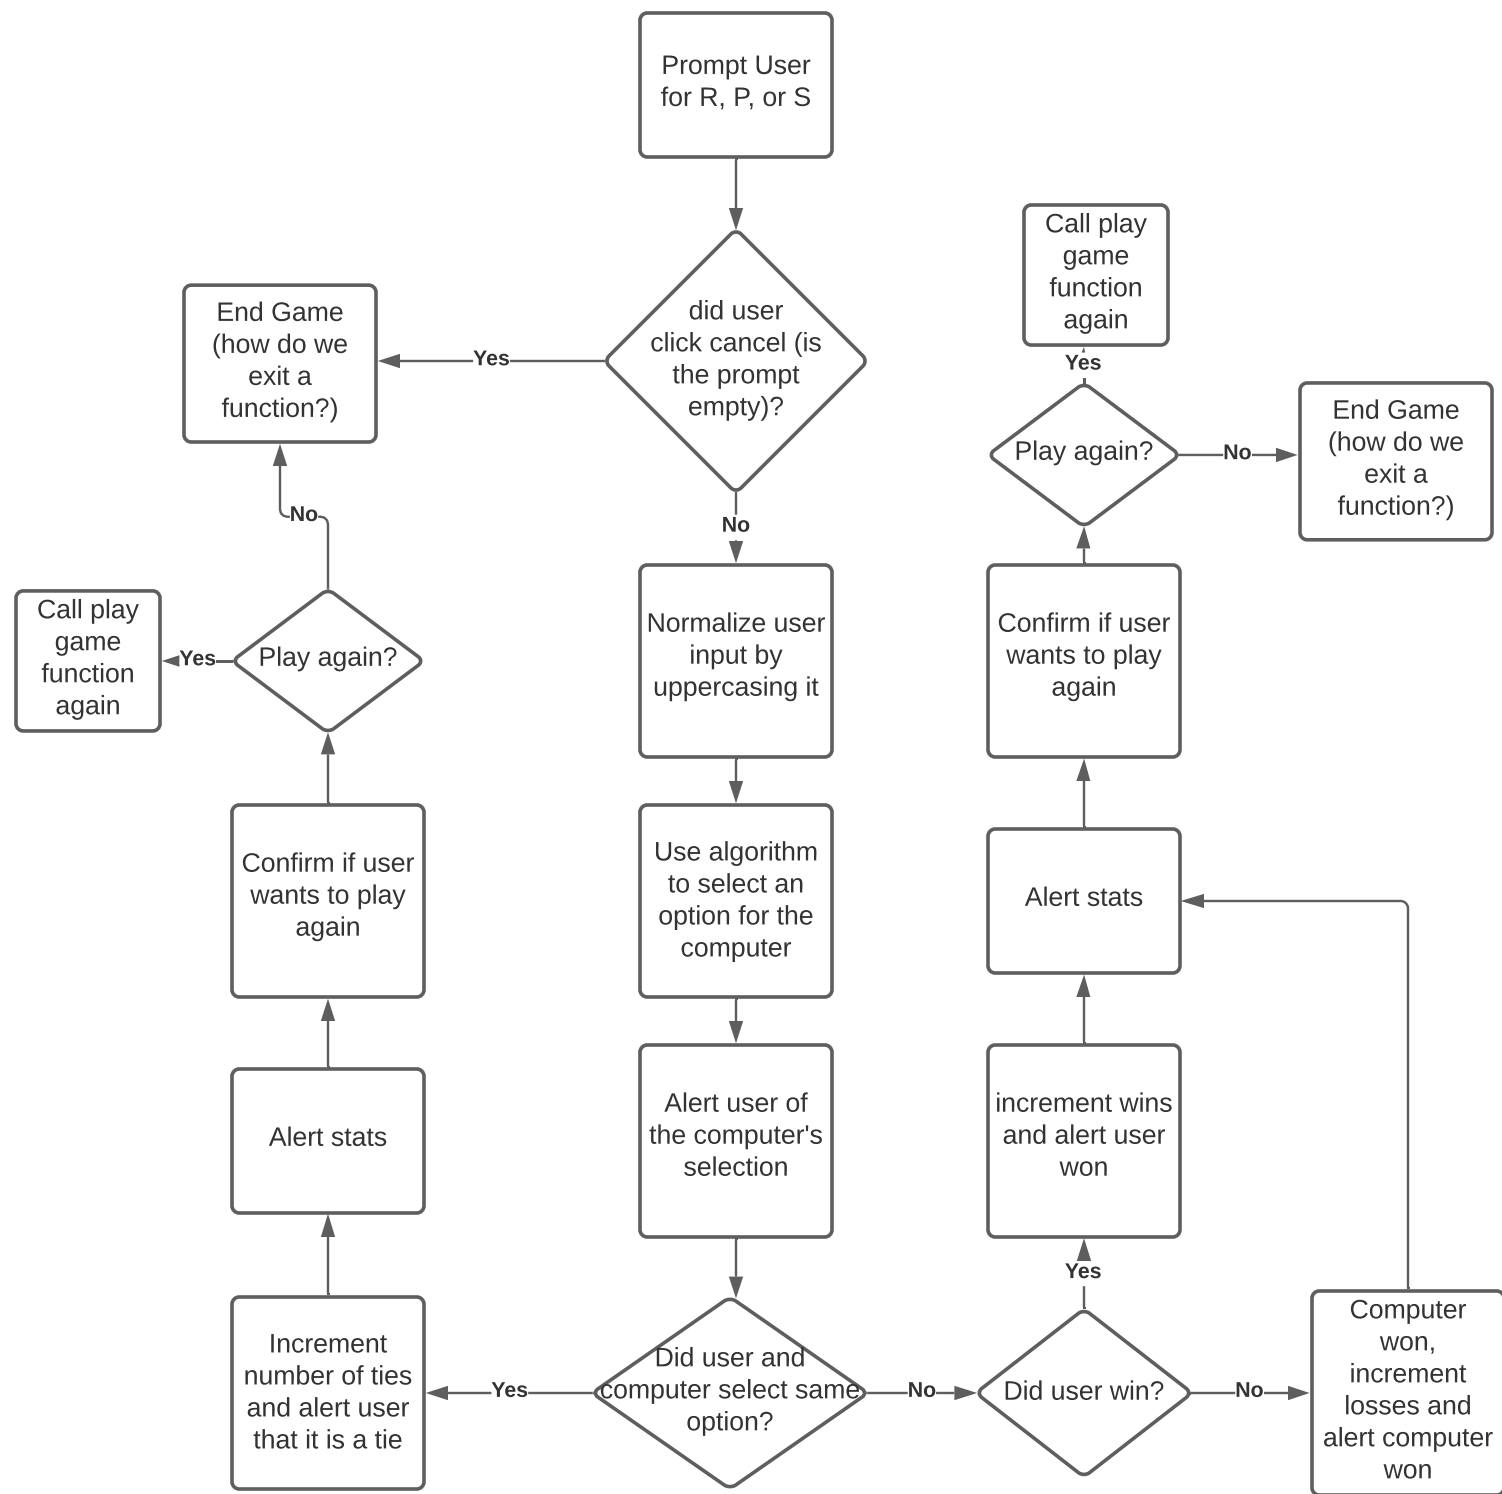 Prompt User
for R, P, or S
did user
click cancel (is
the prompt
empty)?
Yes
End Game
(how do we
exit a
function?)
No
Normalize user
input by
uppercasing it
Use algorithm
to select an
option for the
computer
Alert user of
the computer's
selection
Did user and
computer select same
option?
Yes
Increment
number of ties
and alert user
that it is a tie
Alert stats
Confirm if user
wants to play
again
Play again?
Yes
Call play
game
function
again
No
No
Did user win?
Yes
increment wins
and alert user
won
No
Computer
won,
increment
losses and
alert computer
won
Alert stats
Confirm if user
wants to play
again
Play again?
Yes
Call play
game
function
again
No
End Game
(how do we
exit a
function?)